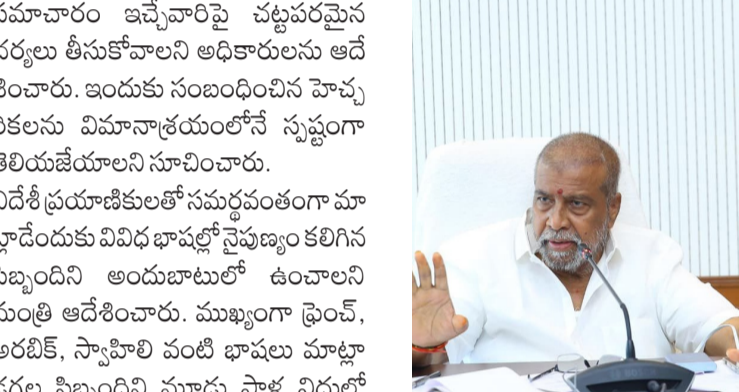 సమాచారం ఇచ్చేవారిపై చట్టపరమైన
చర్యలు తీసుకోవాలని అధికారులను ఆదే
శించారు. ఇందుకు సంబంధించిన హెచ్చ
రికలను విమానాశ్రయంలోనే స్పష్టంగా
తెలియజేయాలని సూచించారు.
విదేశీ ప్రయాణికులతో సమర్థవంతంగా మా
ట్లాడేందుకు వివిధ భాషల్లో నైపుణ్యం కలిగిన
సిబ్బందిని అందుబాటులో ఉంచాలని
మంత్రి ఆదేశించారు. ముఖ్యంగా ఫ్రెంచ్,
అరబిక్, స్వాహిలి వంటి భాషలు మాట్లా
డగల సిబ్బందిని మూడు